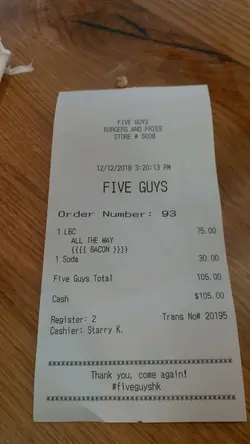 FIVE GUYS
BURGERS AND FRIES
STORE # 6009
12/12/2018 3:20:13 PM
FIVE GUYS
Order Number: 93
1 LBC 75.00
ALL THE WAY
{{{{ BACON }}}}
1 Soda 30.00
Five Guys Total 105.00
Cash $105.00
Register: 2 Trans No# 20195
Cashier: Starry K.
Thank you, come again!
#fiveguyshk